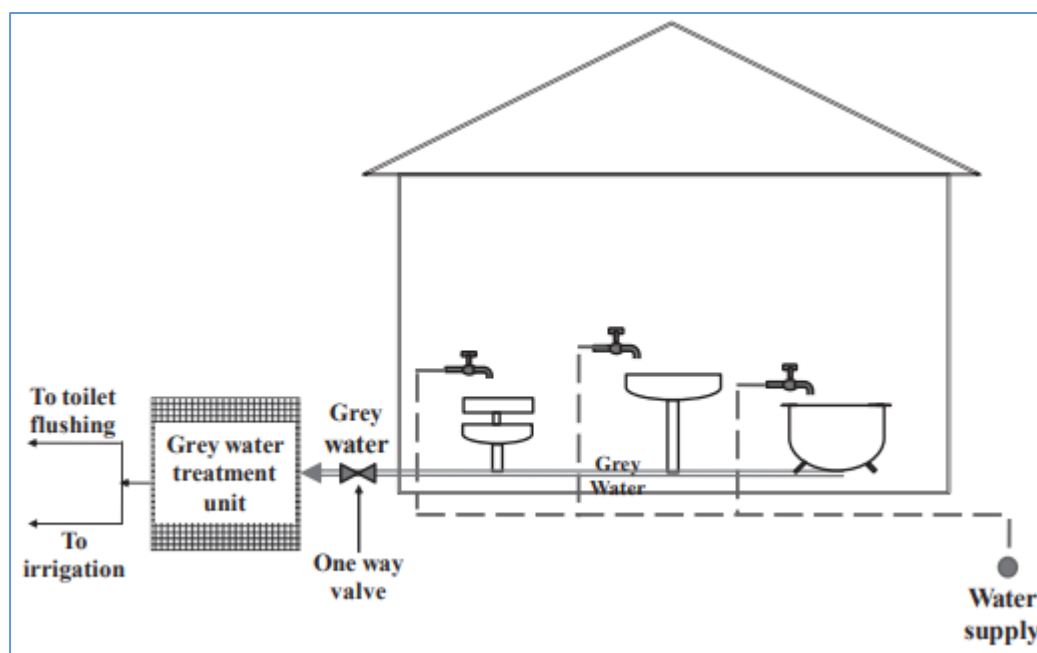 To toilet
flushing
Grey water
treatment
unit
To
irrigation
Grey
water
One way
valve
Grey
Water
Water
supply